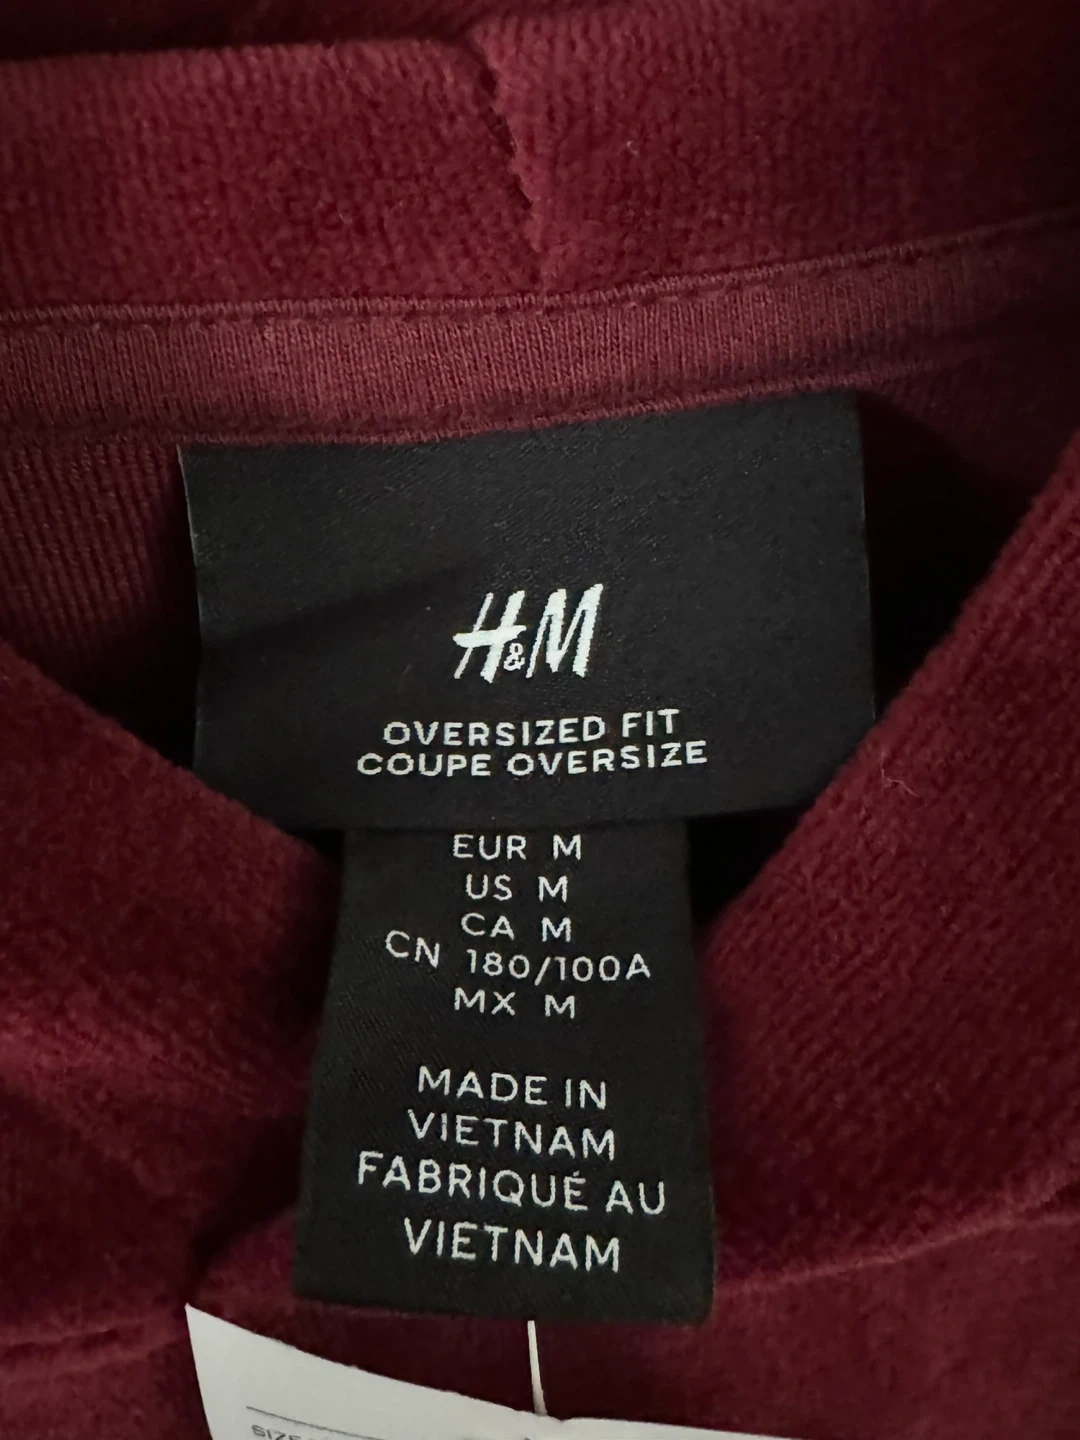 H&M
OVERSIZED FIT
COUPE OVERSIZE
EUR M
US M
CA M
CN 180/100A
MX M
MADE IN
VIETNAM
FABRIQUÉ AU
VIETNAM